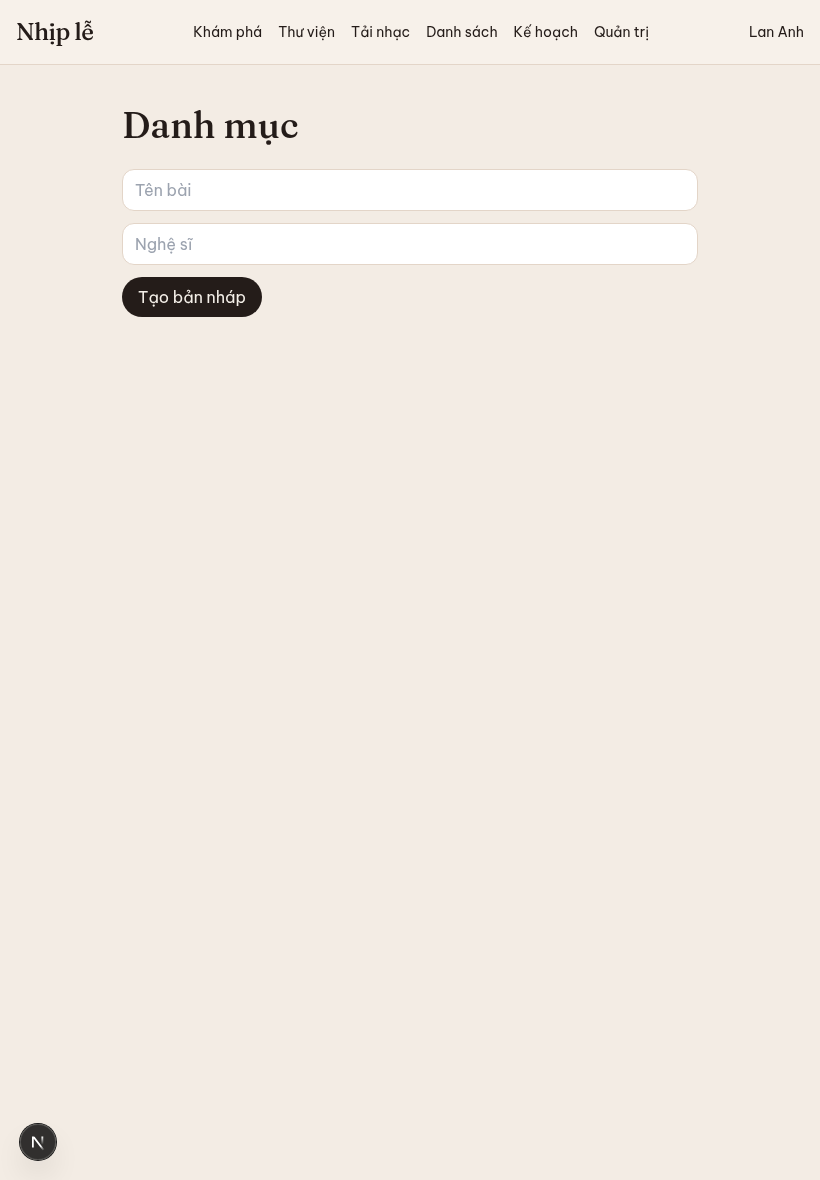 Nhịp lễ
Khám phá Thư viện Tải nhạc Danh sách Kế hoạch Quản trị
Lan Anh
Danh mục
Tên bài
Nghệ sĩ
Tạo bản nháp
N